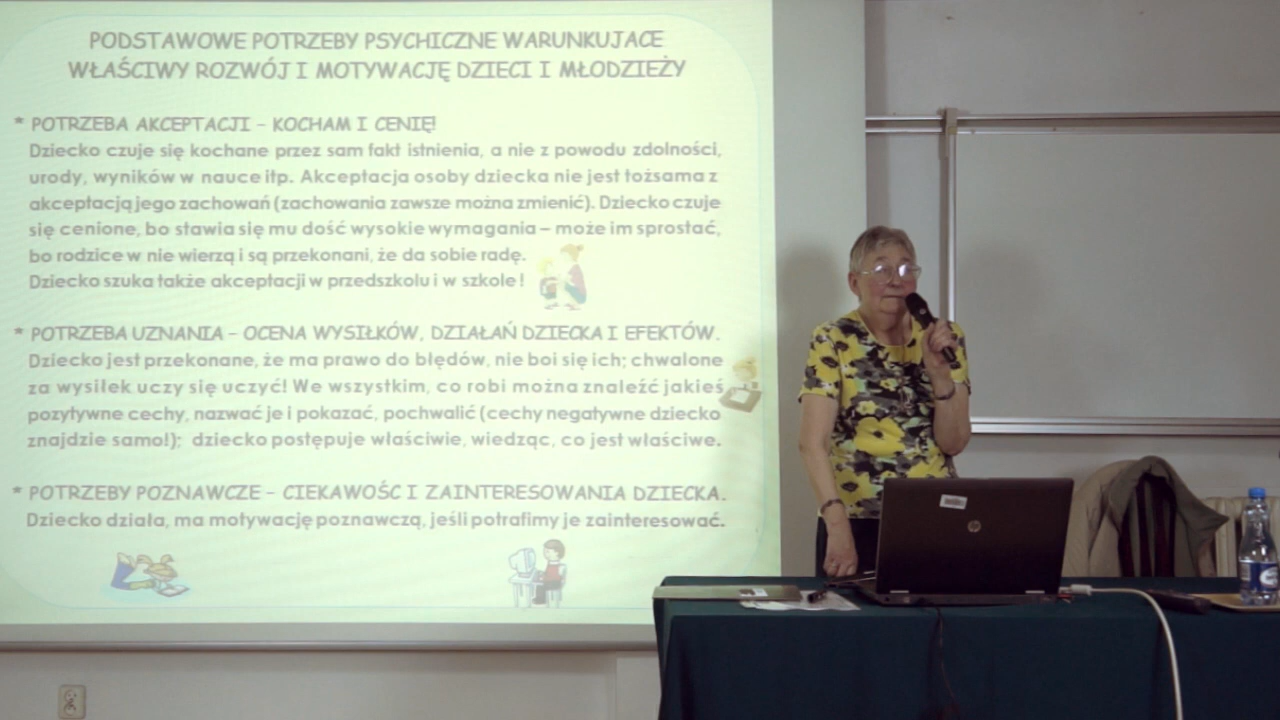 PODSTAWOWE POTRZEBY PSYCHICZNE WARUNKUJACE
WŁAŚCIWY ROZWÓJ I MOTYWACJĘ DZIECI I MŁODZIEŻY
* POTRZEBA AKCEPTACJI – KOCHAM I CENIĘ!
Dziecko czuje się kochane przez sam fakt istnienia, a nie z powodu zdolności,
urody, wyników w nauce itp. Akceptacja osoby dziecka nie jest tożsama z
akceptacją jego zachowań (zachowania zawsze można zmienić). Dziecko czuje
się cenione, bo stawia się mu dość wysokie wymagania – może im sprostać,
bo rodzice w nie wierzą i są przekonani, że da sobie radę.
Dziecko szuka także akceptacji w przedszkolu i w szkole!
* POTRZEBA UZNANIA – OCENA WYSIŁKÓW, DZIAŁAŃ DZIECKA I EFEKTÓW.
Dziecko jest przekonane, że ma prawo do błędów, nie boi się ich; chwalone
za wysiłek uczy się uczyć! We wszystkim, co robi można znaleźć jakieś
pozytywne cechy, nazwać je i pokazać, pochwalić (cechy negatywne dziecko
znajdzie samo!); dziecko postępuje właściwie, wiedząc, co jest właściwe.
* POTRZEBY POZNAWCZE – CIEKAWOŚC I ZAINTERESOWANIA DZIECKA.
Dziecko działa, ma motywację poznawczą, jeśli potrafimy je zainteresować.
hp